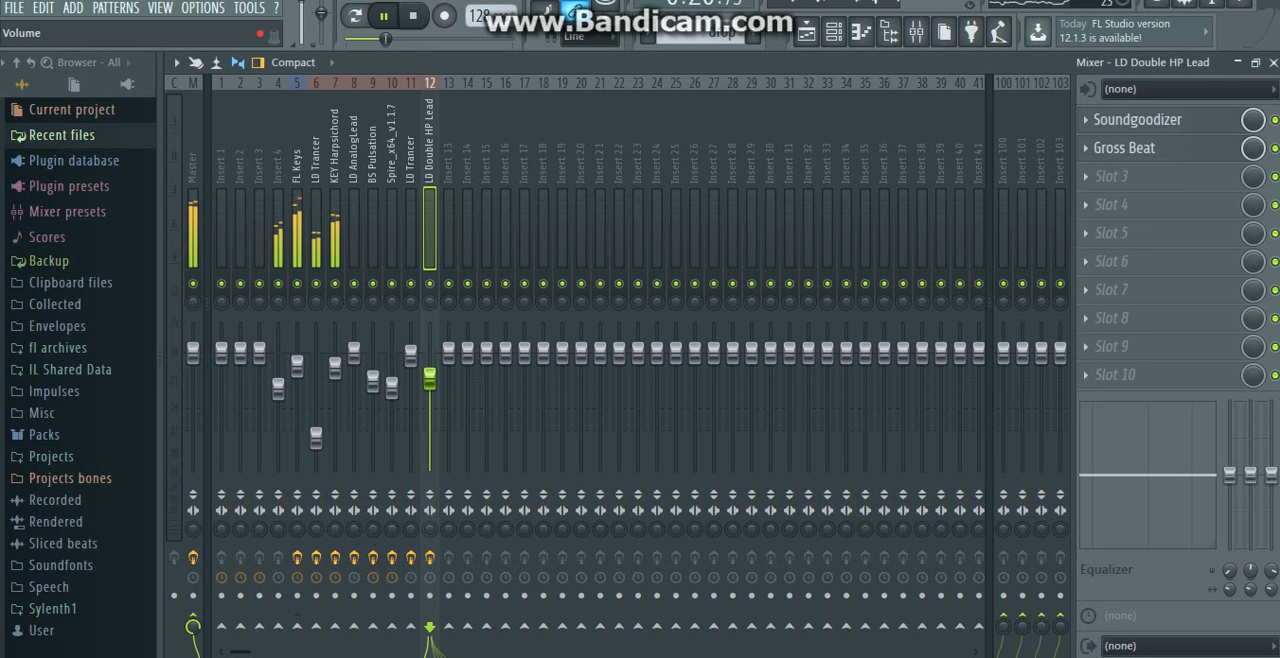 FILE EDIT ADD PATTERNS VIEW OPTIONS TOOLS ?
128
www.Bandicam.com
Volume
Line
Today FL Studio version
12.1.3 is available!
Browser - All
Compact
Mixer - LD Double HP Lead
C M 1 2 3 4 5 6 7 8 9 10 11 12 13 14 15 16 17 18 19 20 21 22 23 24 25 26 27 28 29 30 31 32 33 34 35 36 37 38 39 40 41 100 101 102 103
(none)
Current project
Recent files
Plugin database
Plugin presets
Mixer presets
Scores
Backup
Clipboard files
Collected
Envelopes
fl archives
IL Shared Data
Impulses
Misc
Packs
Projects
Projects bones
Recorded
Rendered
Sliced beats
Soundfonts
Speech
Sylenth1
User
Master
Insert 1
Insert 2
Insert 3
Insert 4
FL Keys
LD Trancer
KEY Harpsichord
LD AnalogLead
BS Pulsation
Spire_x64_v1.1.7
LD Trancer
LD Double HP Lead
Insert 13
Insert 14
Insert 15
Insert 16
Insert 17
Insert 18
Insert 19
Insert 20
Insert 21
Insert 22
Insert 23
Insert 24
Insert 25
Insert 26
Insert 27
Insert 28
Insert 29
Insert 30
Insert 31
Insert 32
Insert 33
Insert 34
Insert 35
Insert 36
Insert 37
Insert 38
Insert 39
Insert 40
Insert 41
Insert 100
Insert 101
Insert 102
Insert 103
Soundgoodizer
Gross Beat
Slot 3
Slot 4
Slot 5
Slot 6
Slot 7
Slot 8
Slot 9
Slot 10
Equalizer
(none)
(none)